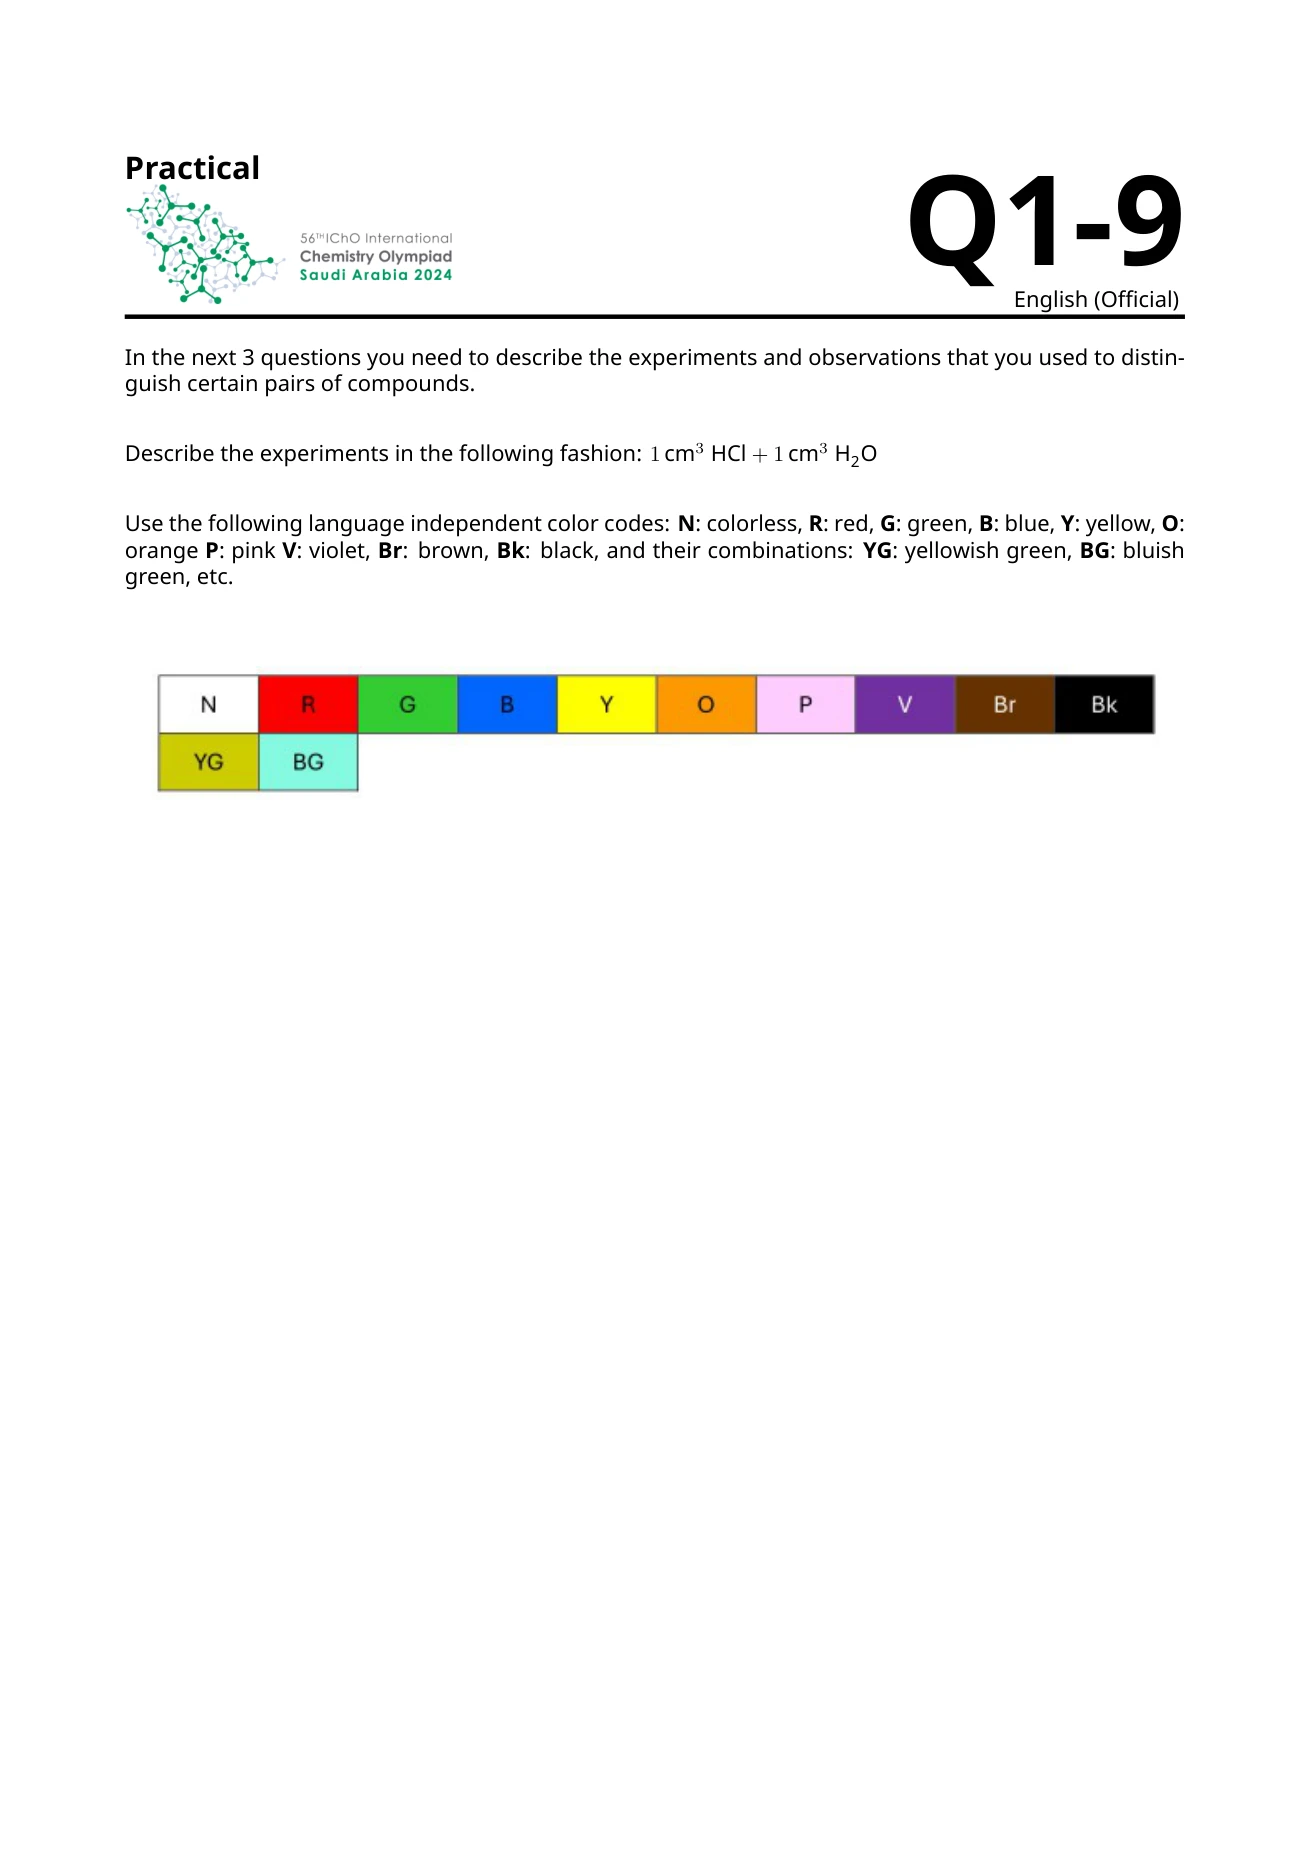 Practical
56THIChO International
Chemistry Olympiad
Saudi Arabia 2024
Q1-9
English (Official)
In the next 3 questions you need to describe the experiments and observations that you used to distin-
guish certain pairs of compounds.
Describe the experiments in the following fashion: 1 cm³ HCl + 1 cm³ H₂O
Use the following language independent color codes: N: colorless, R: red, G: green, B: blue, Y: yellow, O:
orange P: pink V: violet, Br: brown, Bk: black, and their combinations: YG: yellowish green, BG: bluish
green, etc.
N R G B Y O P V Br Bk
YG BG